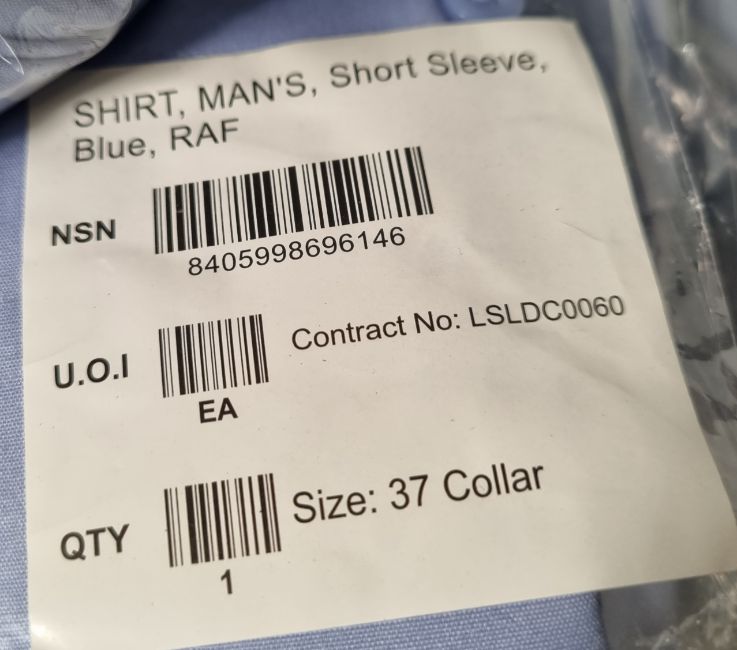 SHIRT, MAN'S, Short Sleeve,
Blue, RAF
NSN
8405998696146
U.O.I
EA
Contract No: LSLDC0060
QTY
1
Size: 37 Collar